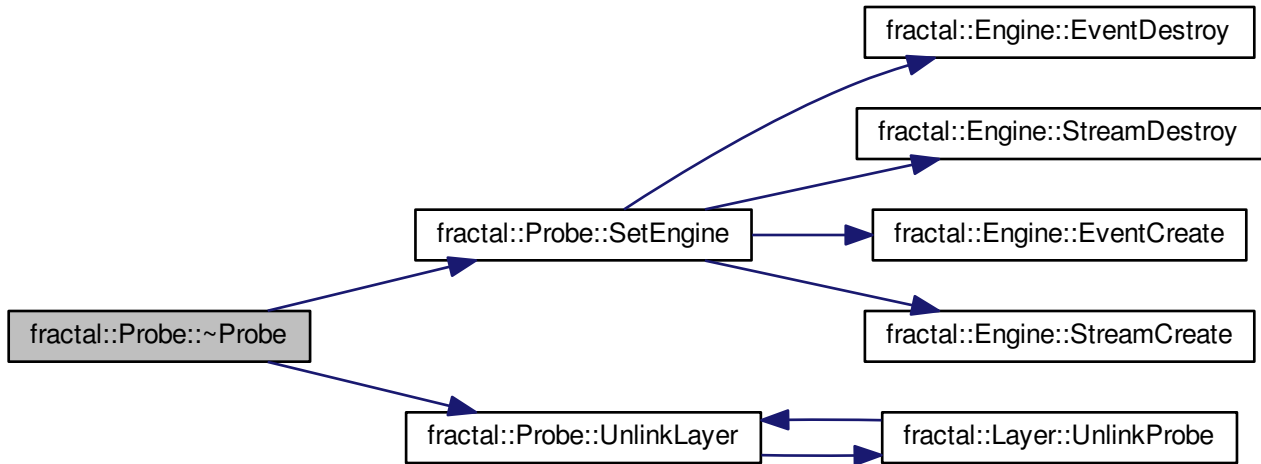 fractal::Engine::EventDestroy
fractal::Engine::StreamDestroy
fractal::Probe::SetEngine
fractal::Engine::EventCreate
fractal::Probe::~Probe
fractal::Engine::StreamCreate
fractal::Probe::UnlinkLayer
fractal::Layer::UnlinkProbe